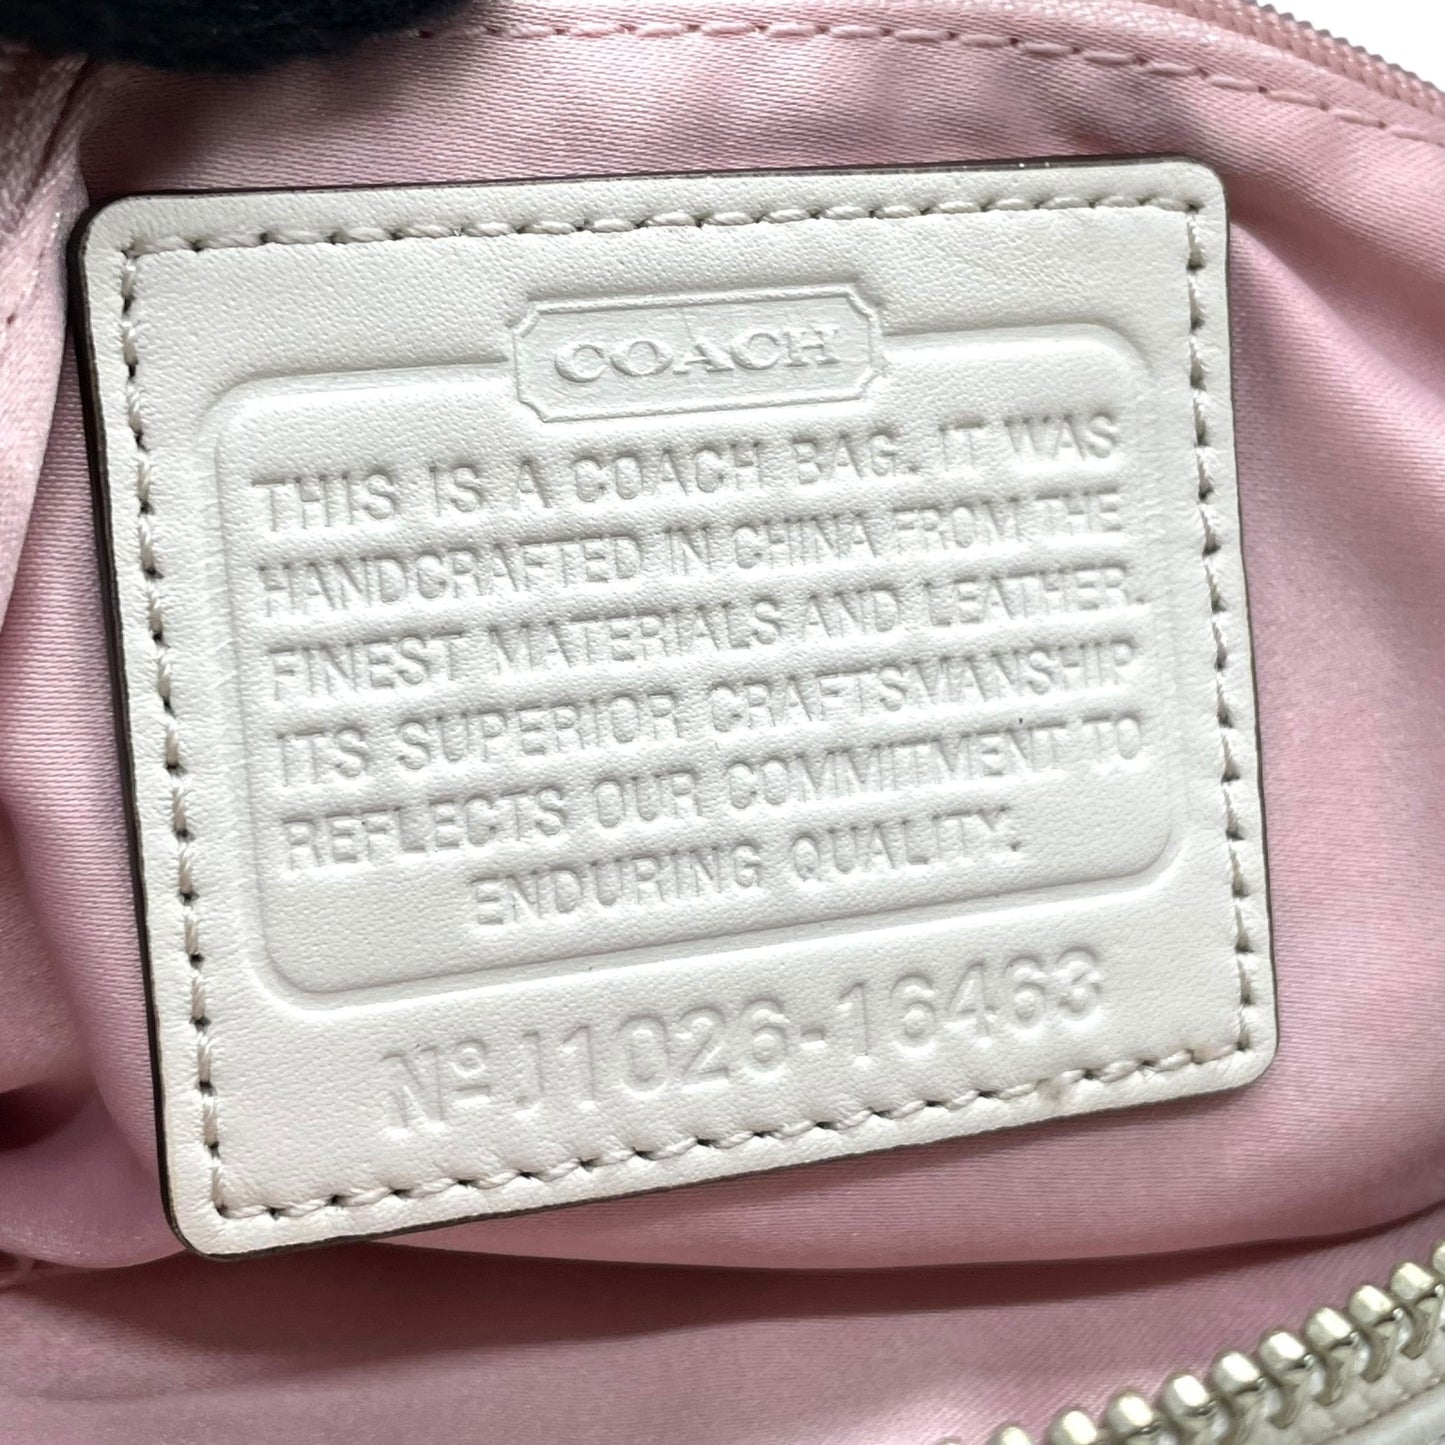 COACH
THIS IS A COACH BAG. IT WAS
HANDCRAFTED IN CHINA FROM THE
FINEST MATERIALS AND LEATHER.
ITS SUPERIOR CRAFTSMANSHIP
REFLECTS OUR COMMITMENT TO
ENDURING QUALITY.
Nº J1026-16463